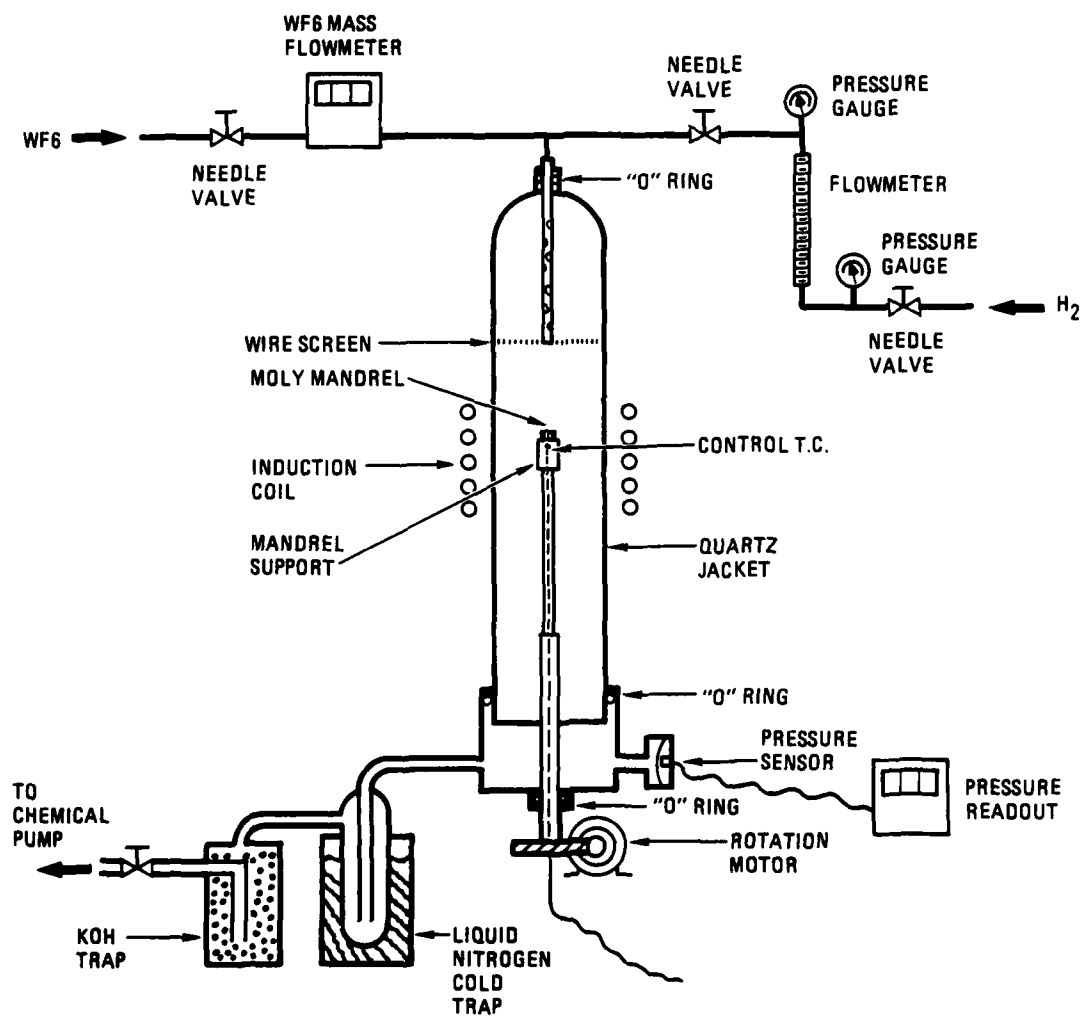 WF6 MASS
FLOWMETER
NEEDLE
VALVE
PRESSURE
GAUGE
WF6
NEEDLE
VALVE
"O" RING
FLOWMETER
PRESSURE
GAUGE
H2
NEEDLE
VALVE
WIRE SCREEN
MOLY MANDREL
CONTROL T.C.
INDUCTION
COIL
MANDREL
SUPPORT
QUARTZ
JACKET
"O" RING
PRESSURE
SENSOR
PRESSURE
READOUT
TO
CHEMICAL
PUMP
"O" RING
ROTATION
MOTOR
KOH
TRAP
LIQUID
NITROGEN
COLD
TRAP